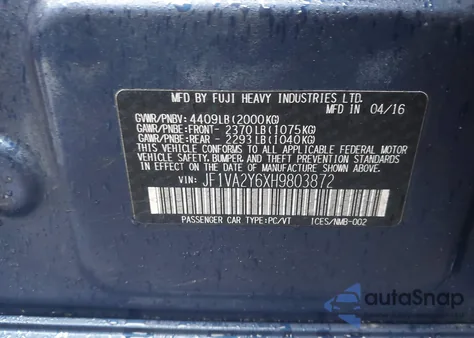 MFD.BY FUJI HEAVY INDUSTRIES LTD.
MFD IN 04/16
GVWR/PNBV: 4409LB(2000KG)
GAWR/PNBE:FRONT- 2370LB(1075KG)
GAWR/PNBE:REAR - 2293LB(1040KG)
THIS VEHICLE CONFORMS TO ALL APPLICABLE FEDERAL MOTOR
VEHICLE SAFETY, BUMPER, AND THEFT PREVENTION STANDARDS
IN EFFECT ON THE DATE OF MANUFACTURE SHOWN ABOVE.
VIN: JF1VA2Y6XH9803872
PASSENGER CAR TYPE:PC/VT ICES/NMB-002
autoSnap